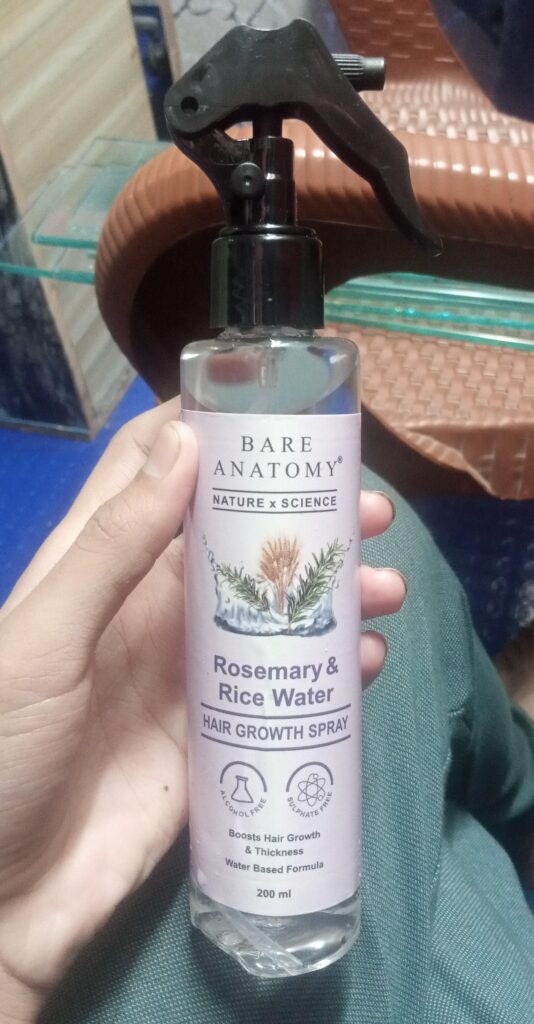 BARE
ANATOMY®
NATURE x SCIENCE
Rosemary &
Rice Water
HAIR GROWTH SPRAY
ALCOHOL FREE
SULPHATE FREE
Boosts Hair Growth
& Thickness
Water Based Formula
200 ml